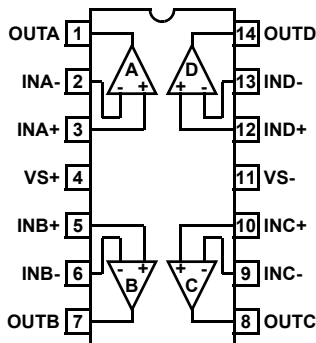 OUTA 1 14 OUTD
A D
INA- 2 - + + - 13 IND-
INA+ 3 12 IND+
VS+ 4 11 VS-
INB+ 5 10 INC+
INB- 6 - + + - 9 INC-
B C
OUTB 7 8 OUTC